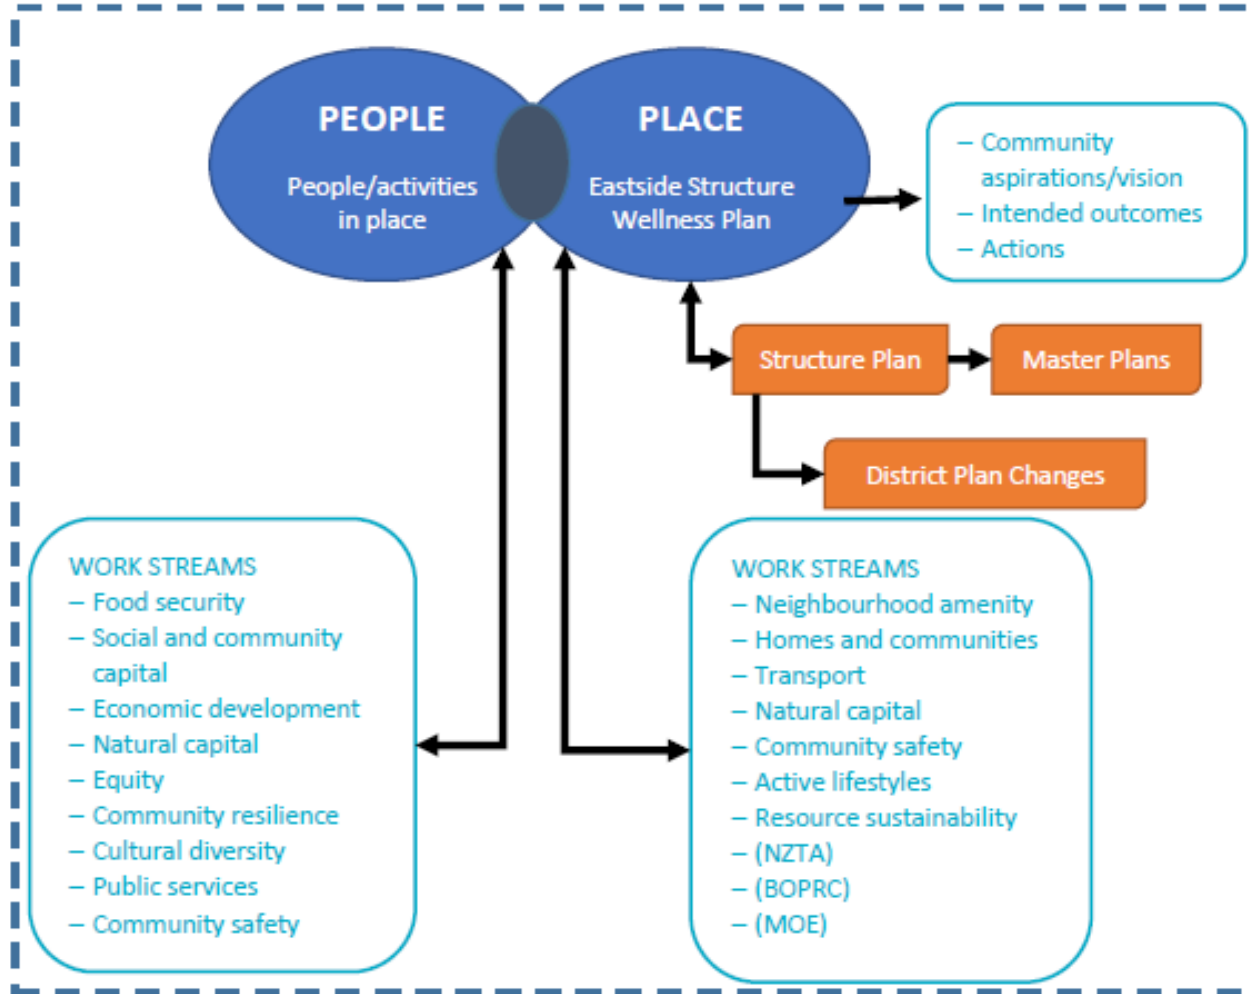 PEOPLE
People/activities
in place
PLACE
Eastside Structure
Wellness Plan
– Community
aspirations/vision
– Intended outcomes
– Actions
Structure Plan
Master Plans
District Plan Changes
WORK STREAMS
– Food security
– Social and community
capital
– Economic development
– Natural capital
– Equity
– Community resilience
– Cultural diversity
– Public services
– Community safety
WORK STREAMS
– Neighbourhood amenity
– Homes and communities
– Transport
– Natural capital
– Community safety
– Active lifestyles
– Resource sustainability
– (NZTA)
– (BOPRC)
– (MOE)